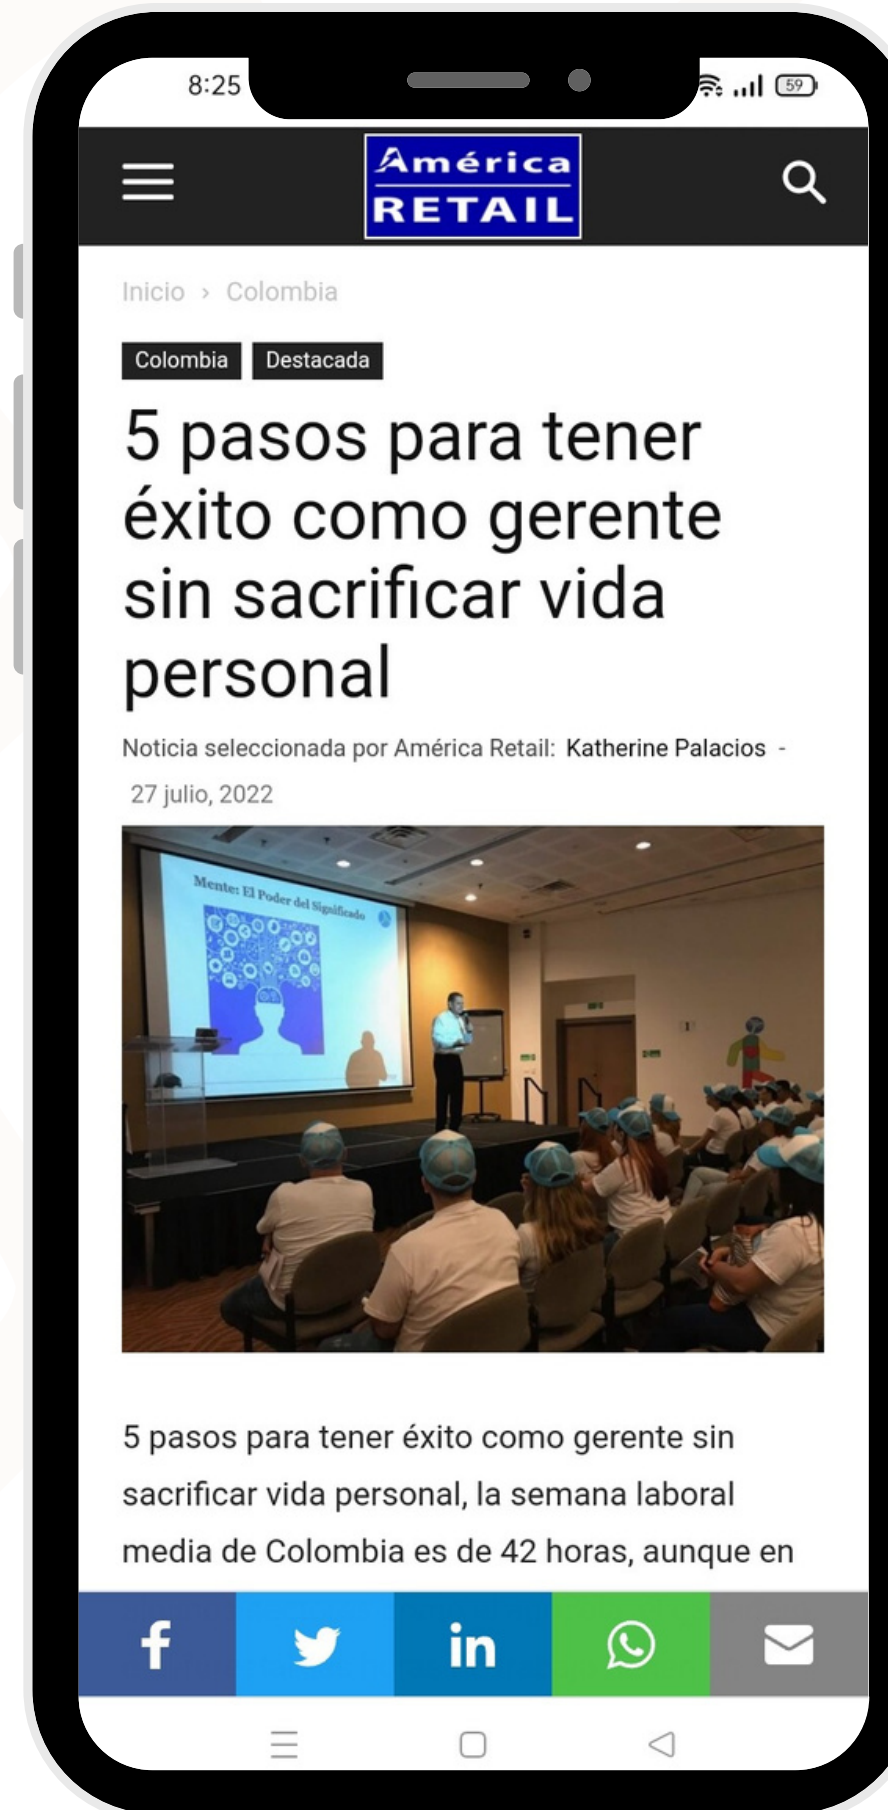 8:25
59
América
RETAIL
Inicio › Colombia
Colombia Destacada
5 pasos para tener
éxito como gerente
sin sacrificar vida
personal
Noticia seleccionada por América Retail: Katherine Palacios -
27 julio, 2022
Mente: El Poder del Significado
5 pasos para tener éxito como gerente sin
sacrificar vida personal, la semana laboral
media de Colombia es de 42 horas, aunque en